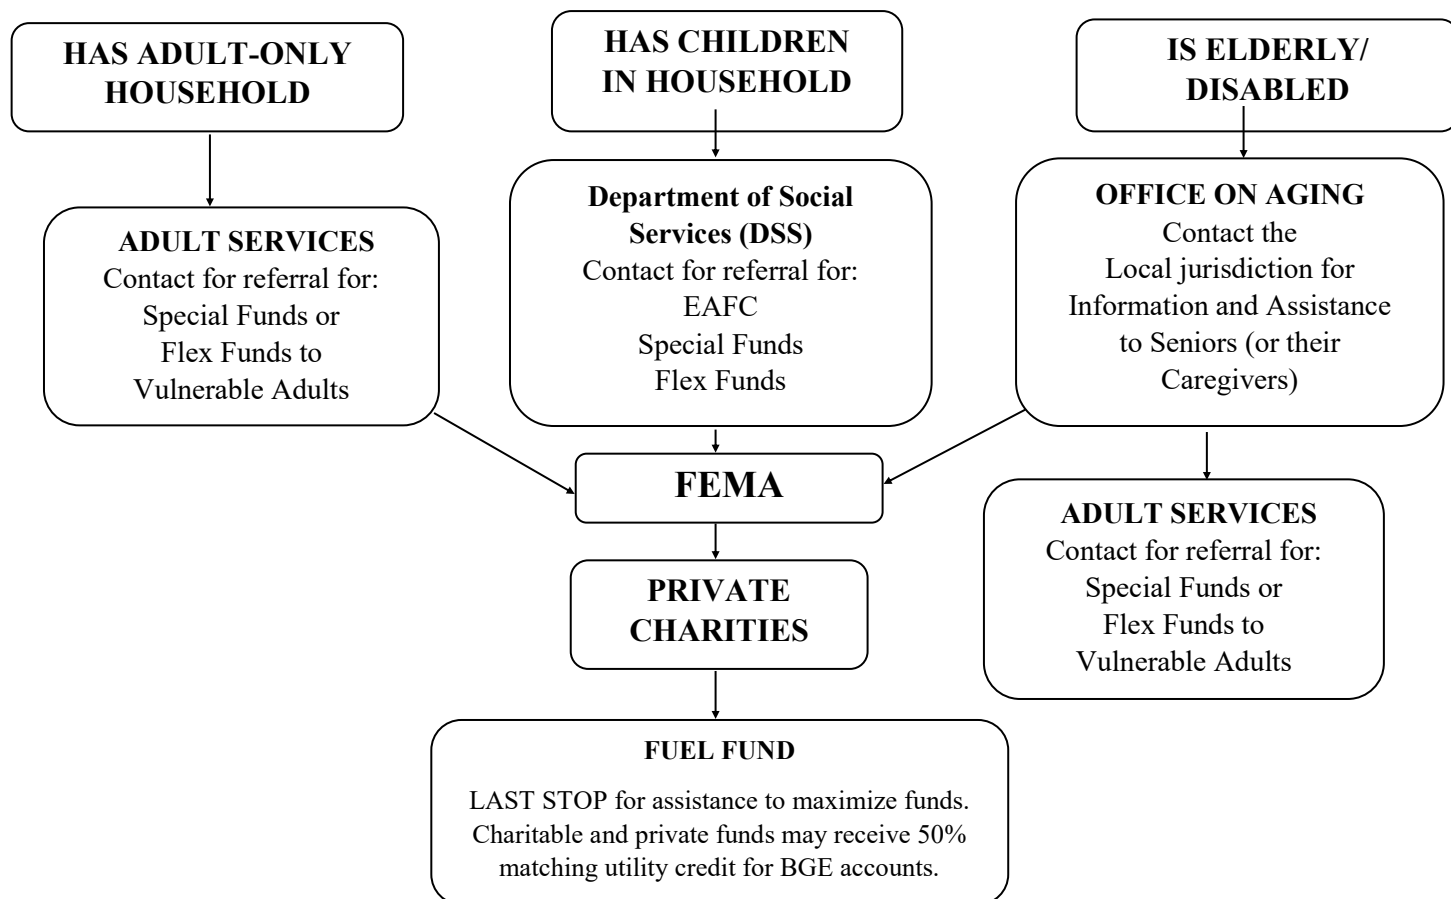 HAS ADULT-ONLY
HOUSEHOLD
HAS CHILDREN
IN HOUSEHOLD
IS ELDERLY/
DISABLED
ADULT SERVICES
Contact for referral for:
Special Funds or
Flex Funds to
Vulnerable Adults
Department of Social
Services (DSS)
Contact for referral for:
EAFC
Special Funds
Flex Funds
OFFICE ON AGING
Contact the
Local jurisdiction for
Information and Assistance
to Seniors (or their
Caregivers)
FEMA
ADULT SERVICES
Contact for referral for:
Special Funds or
Flex Funds to
Vulnerable Adults
PRIVATE
CHARITIES
FUEL FUND
LAST STOP for assistance to maximize funds.
Charitable and private funds may receive 50%
matching utility credit for BGE accounts.